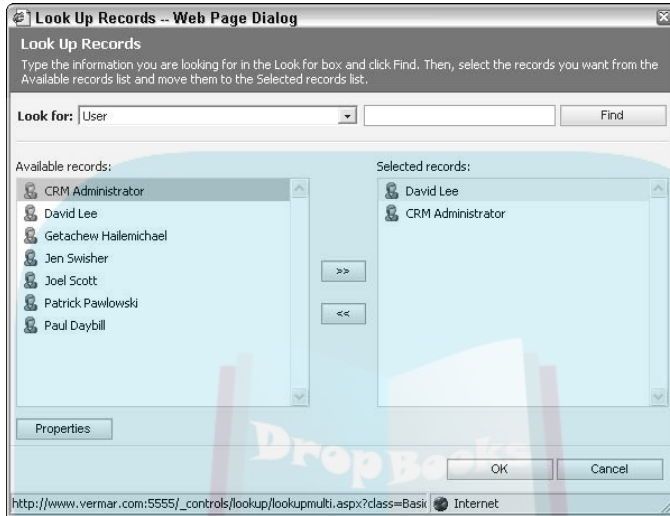 Look Up Records -- Web Page Dialog
Look Up Records
Type the information you are looking for in the Look for box and click Find. Then, select the records you want from the
Available records list and move them to the Selected records list.
Look for: User
Find
Available records:
CRM Administrator
David Lee
Getachew Hailemichael
Jen Swisher
Joel Scott
Patrick Pawlowski
Paul Daybill
>>
<<
Selected records:
David Lee
CRM Administrator
Properties
DropBooks
OK
Cancel
http://www.vermar.com:5555/_controls/lookup/lookupmulti.aspx?class=Basic
Internet